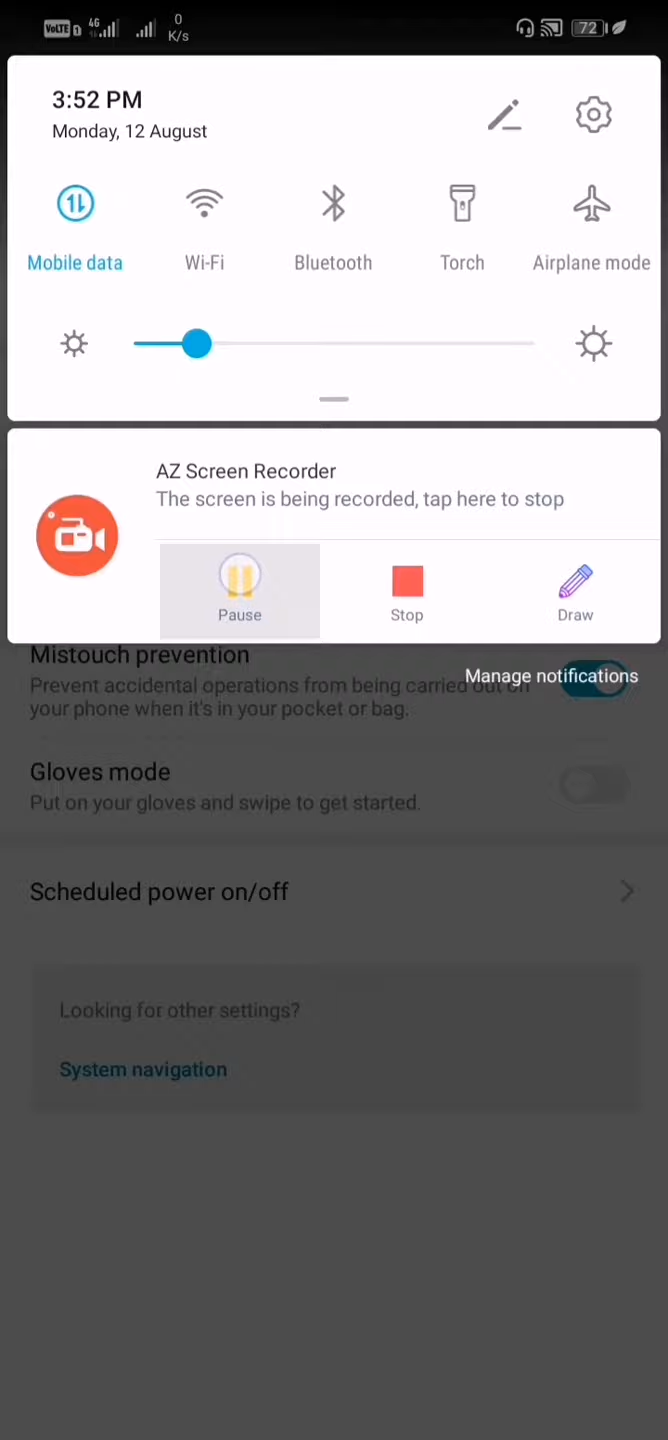 VoLTE 4G 0 K/s 72
3:52 PM
Monday, 12 August
Mobile data Wi-Fi Bluetooth Torch Airplane mode
AZ Screen Recorder
The screen is being recorded, tap here to stop
Pause Stop Draw
Mistouch prevention
Manage notifications
Prevent accidental operations from being carried out on
your phone when it's in your pocket or bag.
Gloves mode
Put on your gloves and swipe to get started.
Scheduled power on/off
Looking for other settings?
System navigation